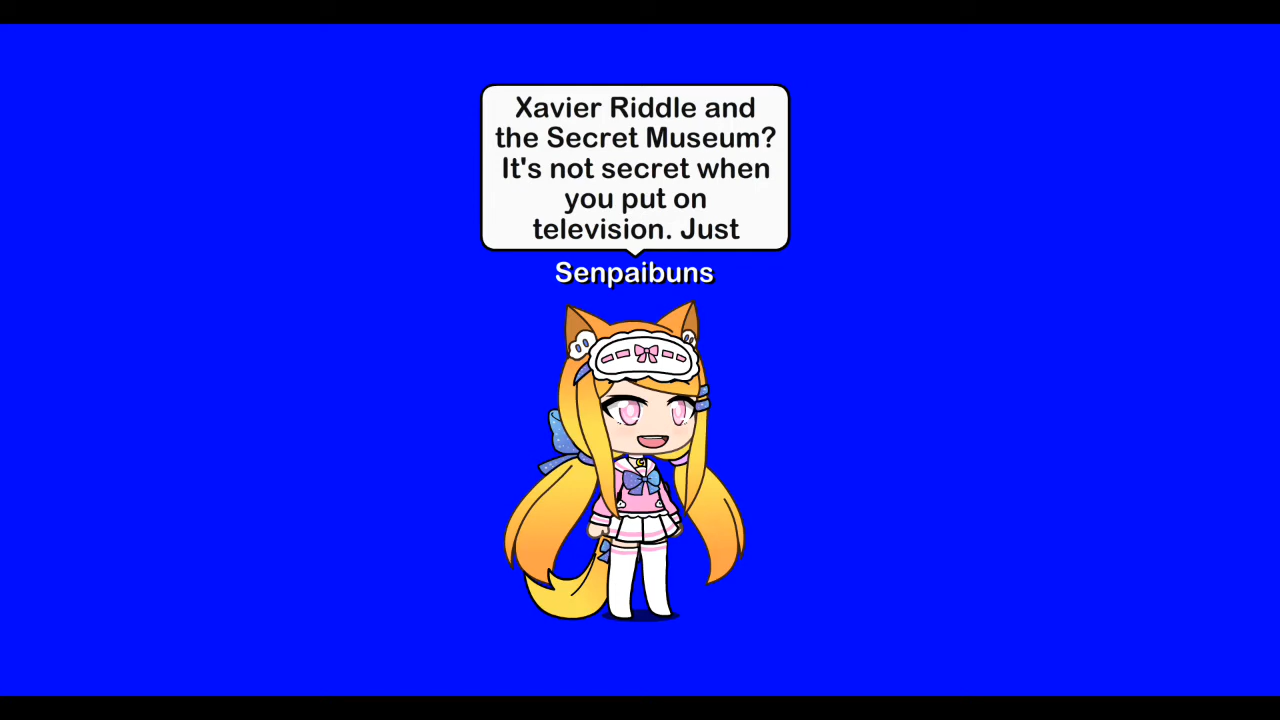 Xavier Riddle and
the Secret Museum?
It's not secret when
you put on
television. Just
Senpaibuns